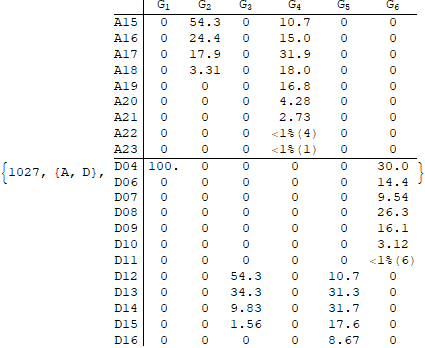 G₁ G₂ G₃ G₄ G₅ G₆
A15 0 54.3 0 10.7 0 0
A16 0 24.4 0 15.0 0 0
A17 0 17.9 0 31.9 0 0
A18 0 3.31 0 18.0 0 0
A19 0 0 0 16.8 0 0
A20 0 0 0 4.28 0 0
A21 0 0 0 2.73 0 0
A22 0 0 0 <1%(4) 0 0
A23 0 0 0 <1%(1) 0 0
{1027, {A, D}, D04 100. 0 0 0 0 30.0 }
D06 0 0 0 0 0 14.4
D07 0 0 0 0 0 9.54
D08 0 0 0 0 0 26.3
D09 0 0 0 0 0 16.1
D10 0 0 0 0 0 3.12
D11 0 0 0 0 0 <1%(6)
D12 0 0 54.3 0 10.7 0
D13 0 0 34.3 0 31.3 0
D14 0 0 9.83 0 31.7 0
D15 0 0 1.56 0 17.6 0
D16 0 0 0 0 8.67 0